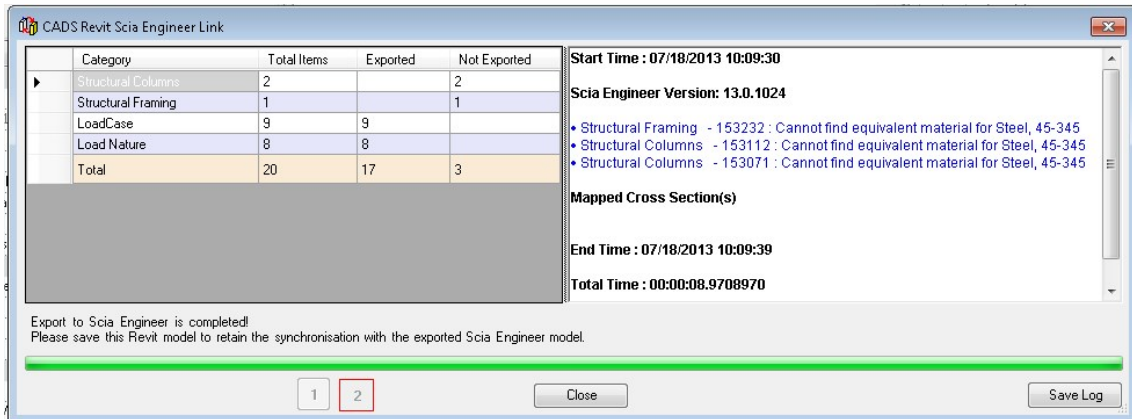 CADS Revit Scia Engineer Link
Category Total Items Exported Not Exported
Structural Columns 2 2
Structural Framing 1 1
LoadCase 9 9
Load Nature 8 8
Total 20 17 3
Start Time : 07/18/2013 10:09:30
Scia Engineer Version: 13.0.1024
• Structural Framing - 153232 : Cannot find equivalent material for Steel, 45-345
• Structural Columns - 153112 : Cannot find equivalent material for Steel, 45-345
• Structural Columns - 153071 : Cannot find equivalent material for Steel, 45-345
Mapped Cross Section(s)
End Time : 07/18/2013 10:09:39
Total Time : 00:00:08.9708970
Export to Scia Engineer is completed!
Please save this Revit model to retain the synchronisation with the exported Scia Engineer model.
1 2 Close Save Log